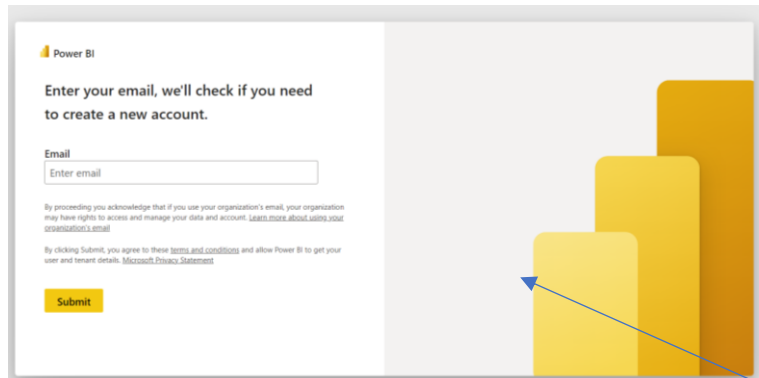 Power BI
Enter your email, we'll check if you need
to create a new account.
Email
Enter email
By proceeding you acknowledge that if you use your organization's email, your organization
may have rights to access and manage your data and account. Learn more about using your
organization's email
By clicking Submit, you agree to these terms and conditions and allow Power BI to get your
user and tenant details. Microsoft Privacy Statement
Submit